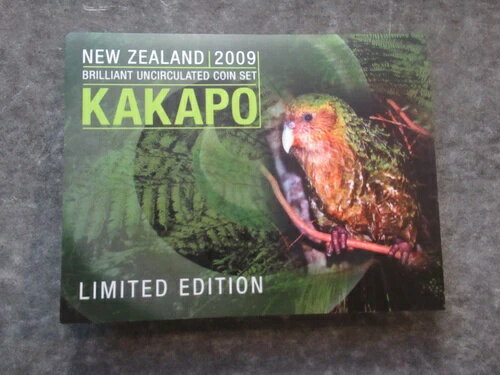 NEW ZEALAND | 2009
BRILLIANT UNCIRCULATED COIN SET
KAKAPO
LIMITED EDITION